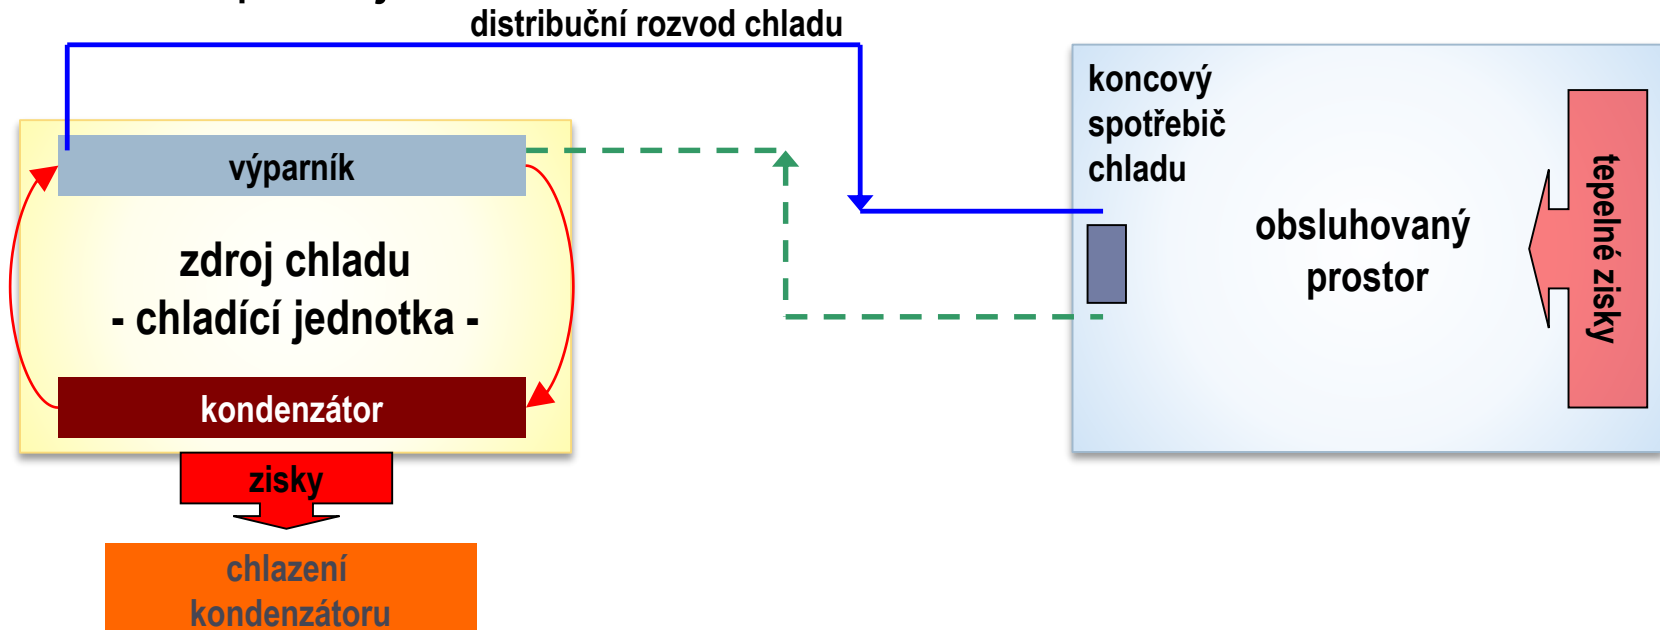 distribuční rozvod chladu
koncový
spotřebič
chladu
výparník
tepelné zisky
zdroj chladu
- chladící jednotka -
obsluhovaný
prostor
kondenzátor
zisky
chlazení
kondenzátoru